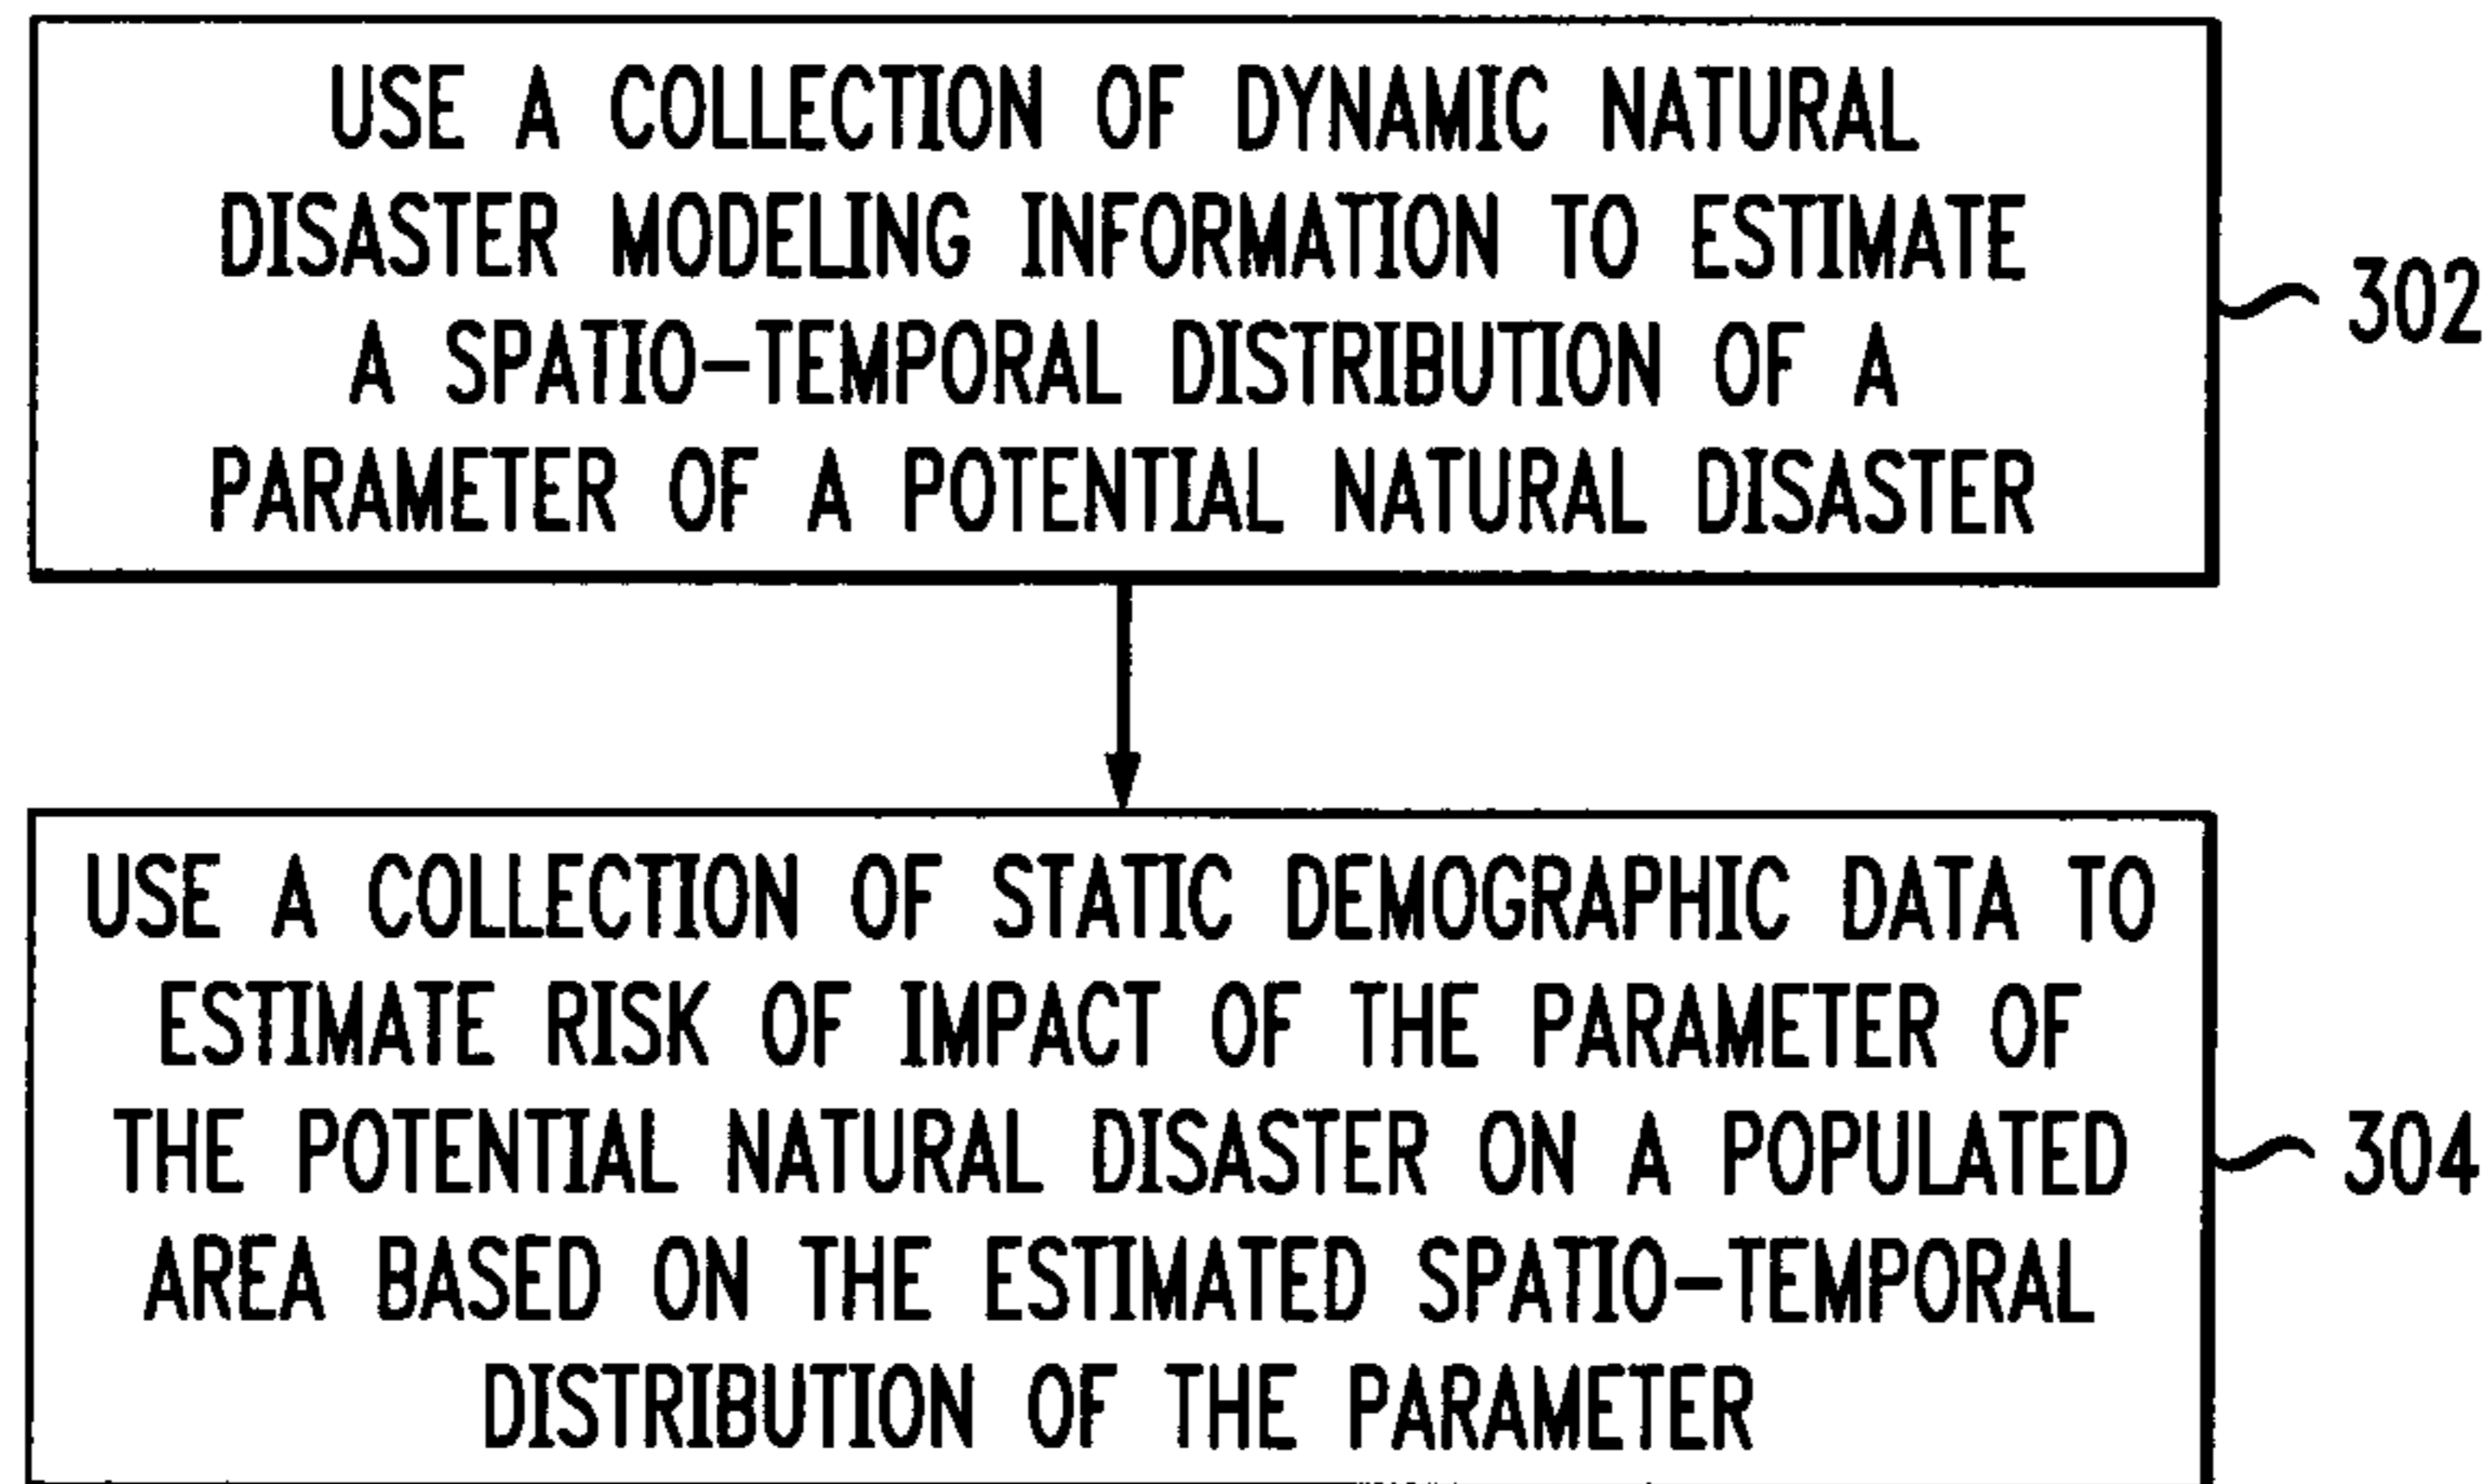 USE A COLLECTION OF DYNAMIC NATURAL
DISASTER MODELING INFORMATION TO ESTIMATE
A SPATIO-TEMPORAL DISTRIBUTION OF A
PARAMETER OF A POTENTIAL NATURAL DISASTER
302
USE A COLLECTION OF STATIC DEMOGRAPHIC DATA TO
ESTIMATE RISK OF IMPACT OF THE PARAMETER OF
THE POTENTIAL NATURAL DISASTER ON A POPULATED
AREA BASED ON THE ESTIMATED SPATIO-TEMPORAL
DISTRIBUTION OF THE PARAMETER
304